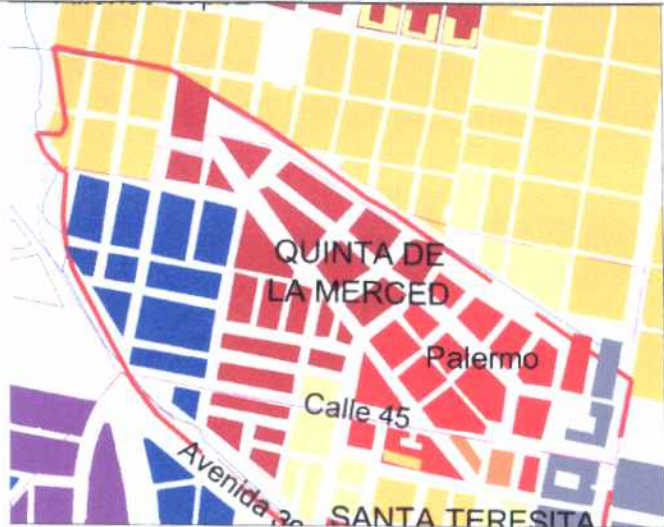 QUINTA DE
LA MERCED
Palermo
Calle 45
Avenida
SANTA TERESITA